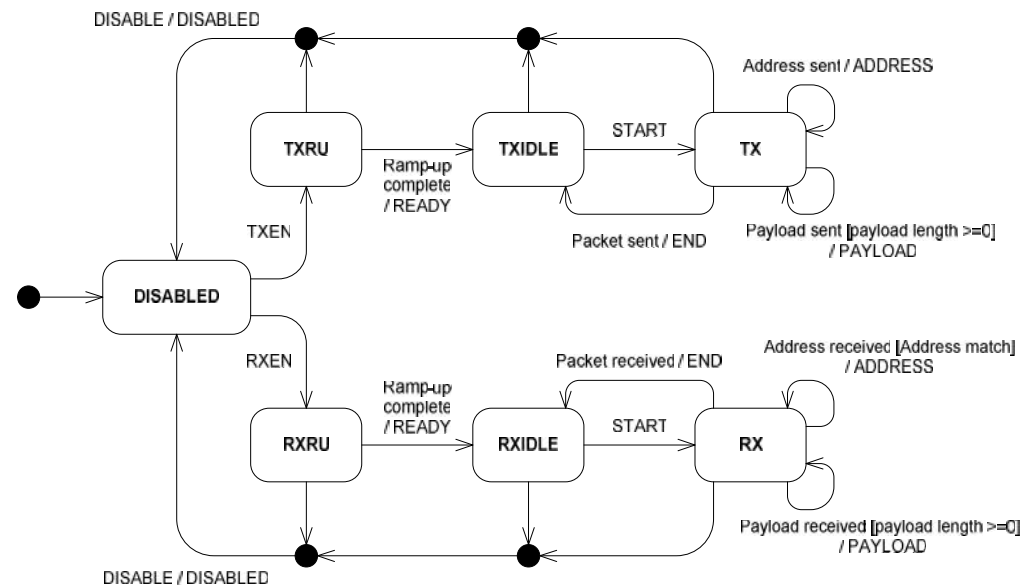 DISABLE / DISABLED
Address sent / ADDRESS
TXRU
Ramp-up
complete
/ READY
TXIDLE
START
TX
TXEN
Packet sent / END
Payload sent [payload length >=0]
/ PAYLOAD
DISABLED
RXEN
Ramp-up
complete
/ READY
Packet received / END
Address received [Address match]
/ ADDRESS
RXRU
RXIDLE
START
RX
Payload received [payload length >=0]
/ PAYLOAD
DISABLE / DISABLED